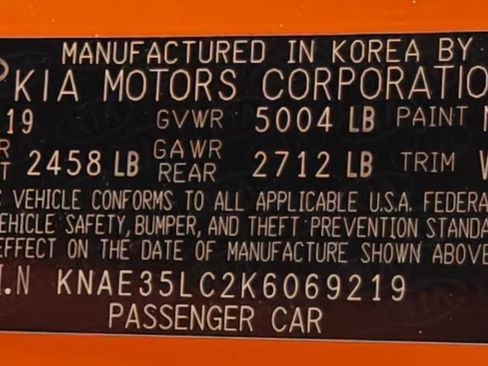 MANUFACTURED IN KOREA BY
KIA MOTORS CORPORATIO
19 GVWR 5004 LB PAINT
2458 LB GAWR REAR 2712 LB TRIM
VEHICLE CONFORMS TO ALL APPLICABLE U.S.A. FEDERA
EHICLE SAFETY, BUMPER, AND THEFT PREVENTION STANDA
EFFECT ON THE DATE OF MANUFACTURE SHOWN ABOVE
I.N KNAE35LC2K6069219
PASSENGER CAR